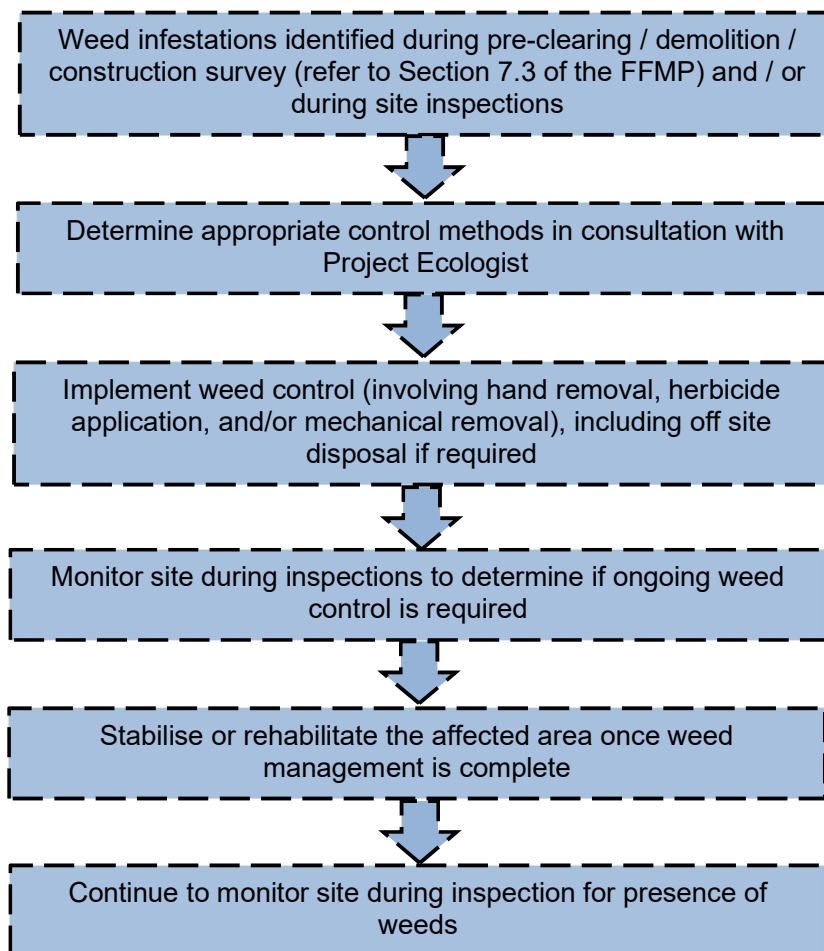 Weed infestations identified during pre-clearing / demolition /
construction survey (refer to Section 7.3 of the FFMP) and / or
during site inspections
Determine appropriate control methods in consultation with
Project Ecologist
Implement weed control (involving hand removal, herbicide
application, and/or mechanical removal), including off site
disposal if required
Monitor site during inspections to determine if ongoing weed
control is required
Stabilise or rehabilitate the affected area once weed
management is complete
Continue to monitor site during inspection for presence of
weeds